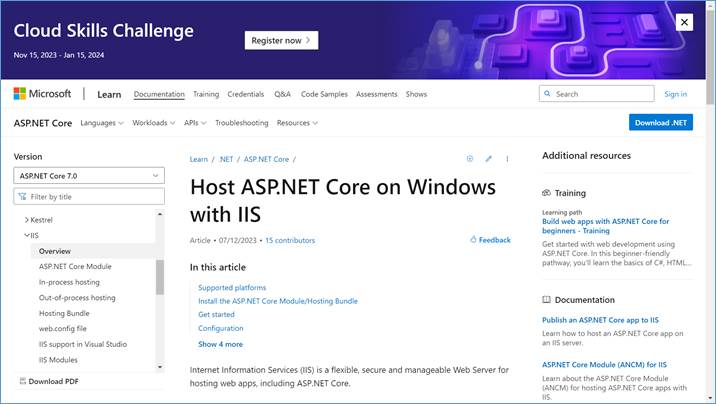 Cloud Skills Challenge
Nov 15, 2023 - Jan 15, 2024
Register now
Microsoft
Learn
Documentation
Training
Credentials
Q&A
Code Samples
Assessments
Shows
Search
Sign in
ASP.NET Core
Languages
Workloads
APIs
Troubleshooting
Resources
Download .NET
Version
ASP.NET Core 7.0
Filter by title
Kestrel
IIS
Overview
ASP.NET Core Module
In-process hosting
Out-of-process hosting
Hosting Bundle
web.config file
IIS support in Visual Studio
IIS Modules
Download PDF
Learn / .NET / ASP.NET Core /
Host ASP.NET Core on Windows
with IIS
Article • 07/12/2023 • 15 contributors
Feedback
In this article
Supported platforms
Install the ASP.NET Core Module/Hosting Bundle
Get started
Configuration
Show 4 more
Internet Information Services (IIS) is a flexible, secure and manageable Web Server for
hosting web apps, including ASP.NET Core.
Additional resources
Training
Learning path
Build web apps with ASP.NET Core for
beginners - Training
Get started with web development using
ASP.NET Core. In this beginner-friendly
pathway, you'll learn the basics of C#, HTML...
Documentation
Publish an ASP.NET Core app to IIS
Learn how to host an ASP.NET Core app on
an IIS server.
ASP.NET Core Module (ANCM) for IIS
Learn about the ASP.NET Core Module
(ANCM) for hosting ASP.NET Core apps with
IIS.